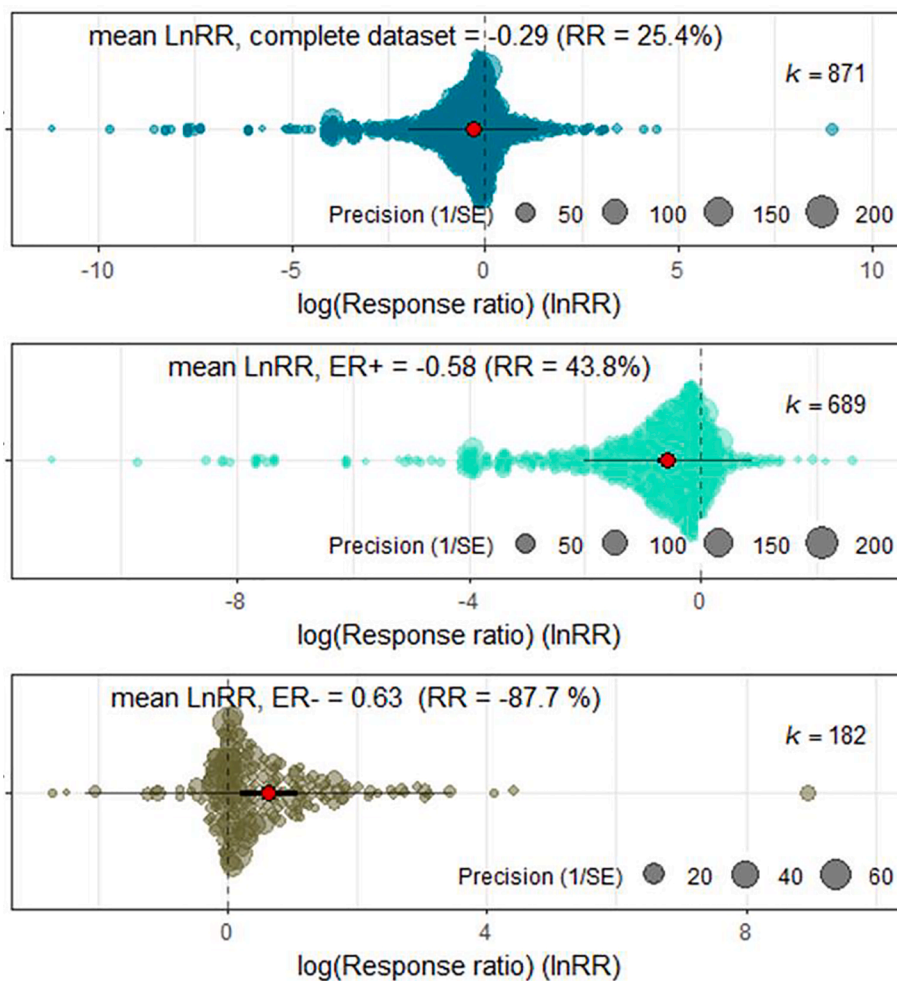 mean LnRR, complete dataset = -0.29 (RR = 25.4%)
k = 871
Precision (1/SE) 50 100 150 200
-10 -5 0 5 10
log(Response ratio) (lnRR)
mean LnRR, ER+ = -0.58 (RR = 43.8%)
k = 689
Precision (1/SE) 50 100 150 200
-8 -4 0
log(Response ratio) (lnRR)
mean LnRR, ER- = 0.63 (RR = -87.7 %)
k = 182
Precision (1/SE) 20 40 60
0 4 8
log(Response ratio) (lnRR)